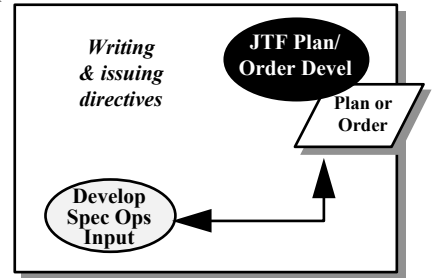 Writing
& issuing
directives
JTF Plan/
Order Devel
Plan or
Order
Develop
Spec Ops
Input